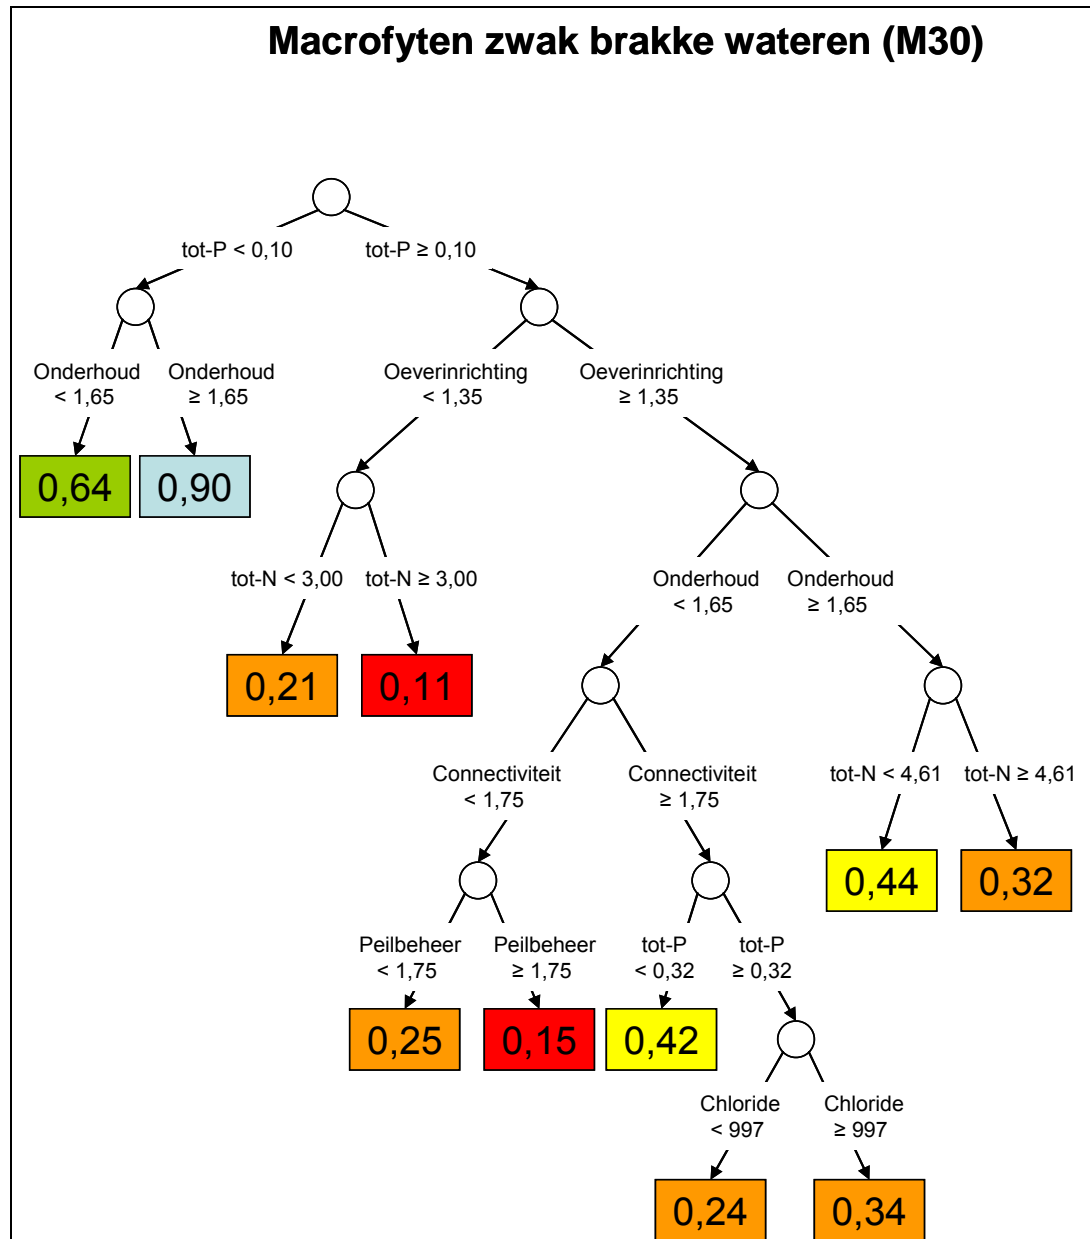 Macrofyten zwak brakke wateren (M30)
tot-P < 0,10
tot-P ≥ 0,10
Onderhoud
< 1,65
Onderhoud
≥ 1,65
Oeverinrichting
< 1,35
Oeverinrichting
≥ 1,35
0,64
0,90
tot-N < 3,00
tot-N ≥ 3,00
Onderhoud
< 1,65
Onderhoud
≥ 1,65
0,21
0,11
Connectiviteit
< 1,75
Connectiviteit
≥ 1,75
tot-N < 4,61
tot-N ≥ 4,61
0,44
0,32
Peilbeheer
< 1,75
Peilbeheer
≥ 1,75
tot-P
< 0,32
tot-P
≥ 0,32
0,25
0,15
0,42
Chloride
< 997
Chloride
≥ 997
0,24
0,34